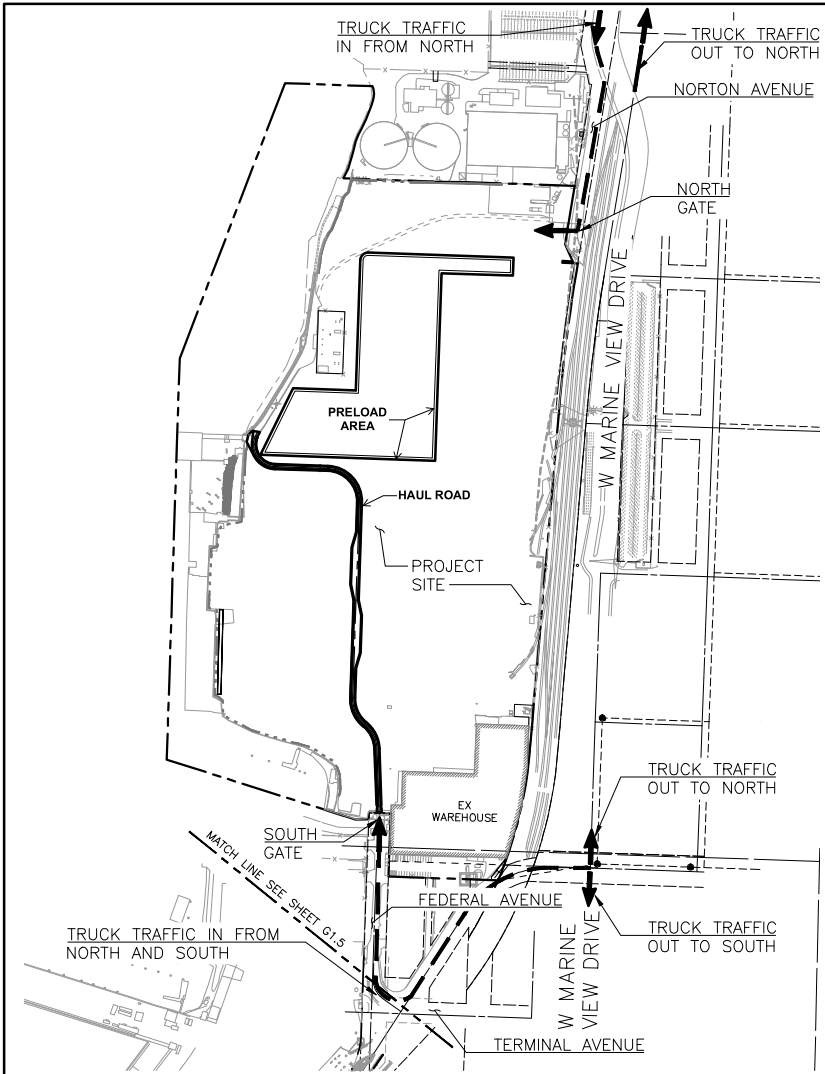 TRUCK TRAFFIC
IN FROM NORTH
TRUCK TRAFFIC
OUT TO NORTH
NORTON AVENUE
NORTH
GATE
W MARINE VIEW DRIVE
PRELOAD
AREA
HAUL ROAD
PROJECT
SITE
EX
WAREHOUSE
TRUCK TRAFFIC
OUT TO NORTH
SOUTH
GATE
MATCH LINE SEE SHEET G1.5
FEDERAL AVENUE
TRUCK TRAFFIC IN FROM
NORTH AND SOUTH
TRUCK TRAFFIC
OUT TO SOUTH
W MARINE
VIEW DRIVE
TERMINAL AVENUE